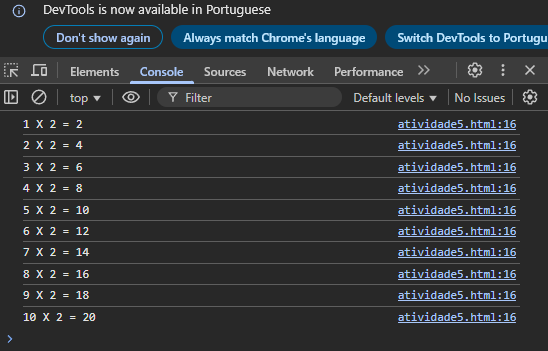 DevTools is now available in Portuguese
Don't show again Always match Chrome's language Switch DevTools to Portugu
Elements Console Sources Network Performance
top Filter Default levels No Issues
1 X 2 = 2 atividade5.html:16
2 X 2 = 4 atividade5.html:16
3 X 2 = 6 atividade5.html:16
4 X 2 = 8 atividade5.html:16
5 X 2 = 10 atividade5.html:16
6 X 2 = 12 atividade5.html:16
7 X 2 = 14 atividade5.html:16
8 X 2 = 16 atividade5.html:16
9 X 2 = 18 atividade5.html:16
10 X 2 = 20 atividade5.html:16